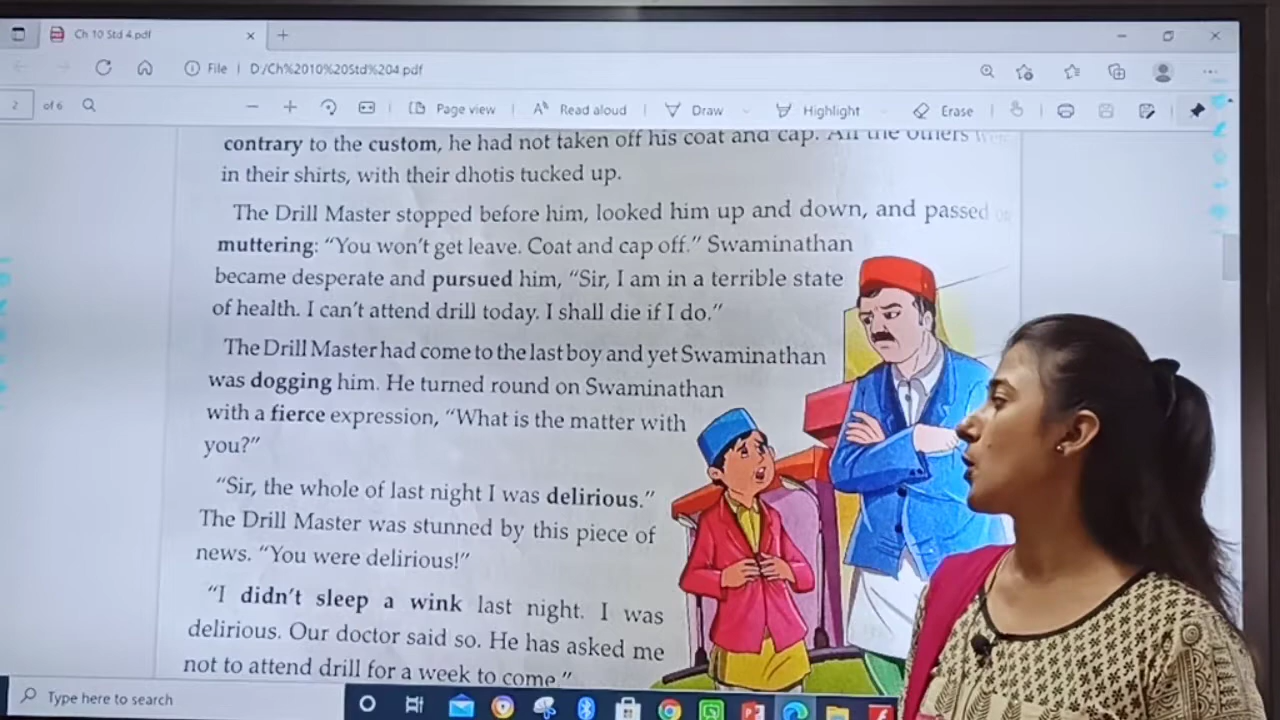 Ch 10 Std 4.pdf
File D:/Ch%2010%20Std%204.pdf
2 of 6 Page view Read aloud Draw Highlight Erase
contrary to the custom, he had not taken off his coat and cap. All the others
in their shirts, with their dhotis tucked up.
The Drill Master stopped before him, looked him up and down, and passed on
muttering: “You won’t get leave. Coat and cap off.” Swaminathan
became desperate and pursued him, “Sir, I am in a terrible state
of health. I can’t attend drill today. I shall die if I do.”
The Drill Master had come to the last boy and yet Swaminathan
was dogging him. He turned round on Swaminathan
with a fierce expression, “What is the matter with
you?”
“Sir, the whole of last night I was delirious.”
The Drill Master was stunned by this piece of
news. “You were delirious!”
“I didn’t sleep a wink last night. I was
delirious. Our doctor said so. He has asked me
not to attend drill for a week to come.”
Type here to search